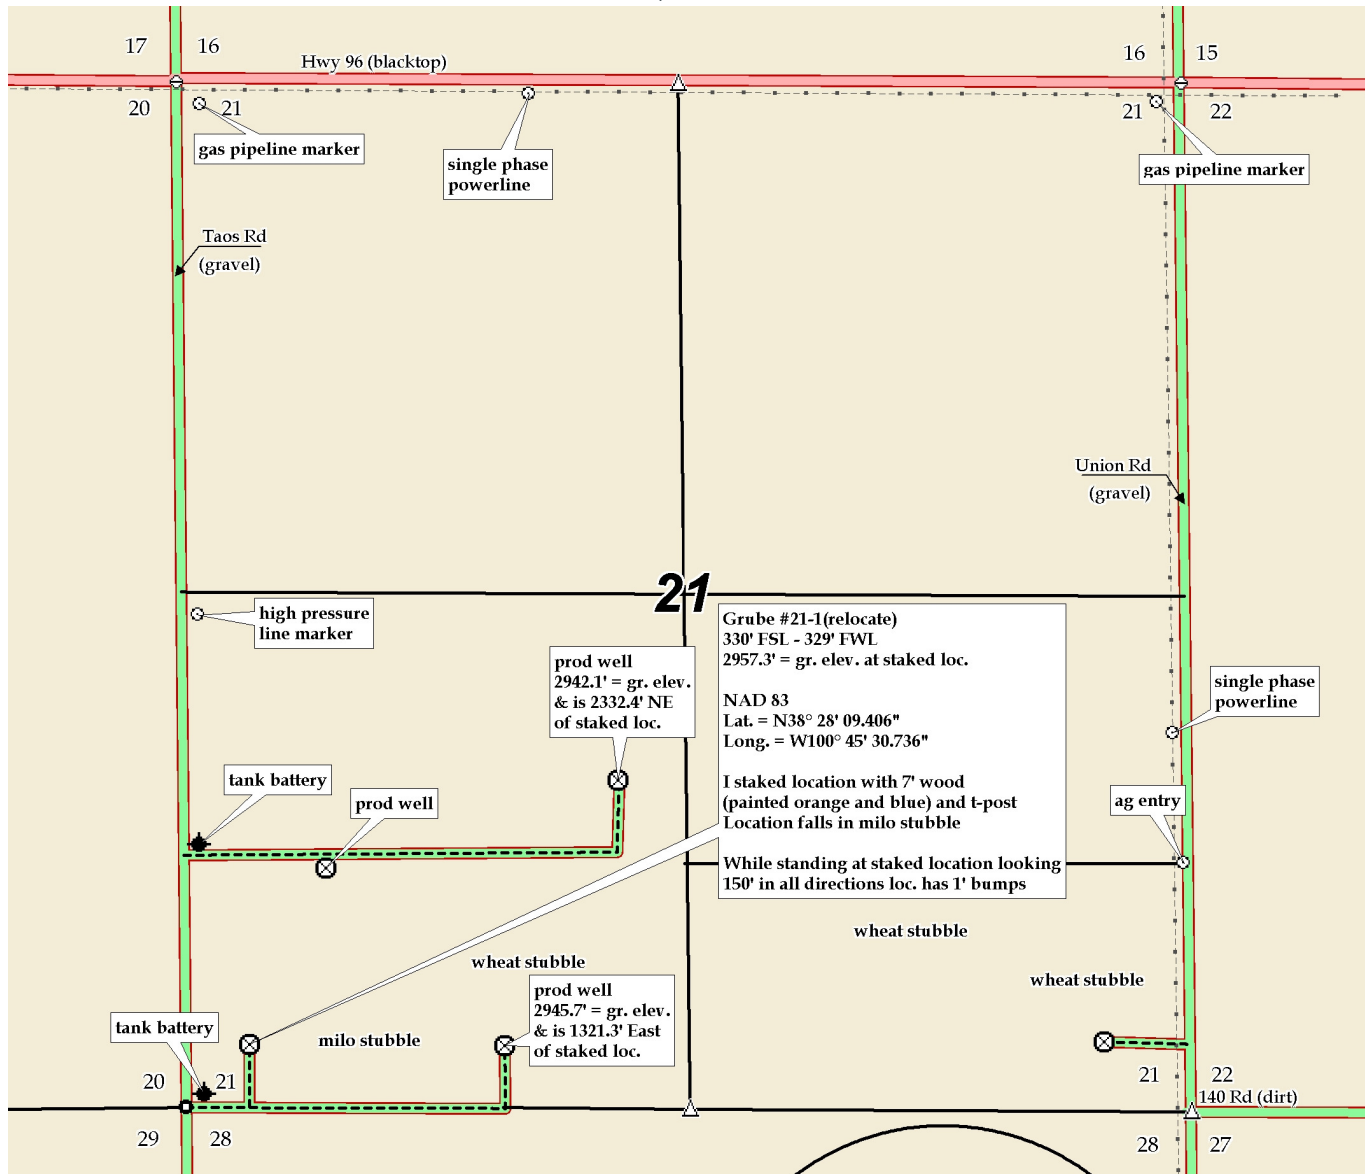 17
16
Hwy 96 (blacktop)
16
15
20
21
21
22
gas pipeline marker
single phase
powerline
gas pipeline marker
Taos Rd
(gravel)
Union Rd
(gravel)
21
high pressure
line marker
Grube #21-1(relocate)
330' FSL - 329' FWL
2957.3' = gr. elev. at staked loc.
NAD 83
Lat. = N38° 28' 09.406"
Long. = W100° 45' 30.736"
I staked location with 7' wood
(painted orange and blue) and t-post
Location falls in milo stubble
While standing at staked location looking
150' in all directions loc. has 1' bumps
prod well
2942.1' = gr. elev.
& is 2332.4' NE
of staked loc.
single phase
powerline
tank battery
prod well
ag entry
wheat stubble
wheat stubble
wheat stubble
prod well
2945.7' = gr. elev.
& is 1321.3' East
of staked loc.
tank battery
milo stubble
20
21
21
22
140 Rd (dirt)
29
28
28
27